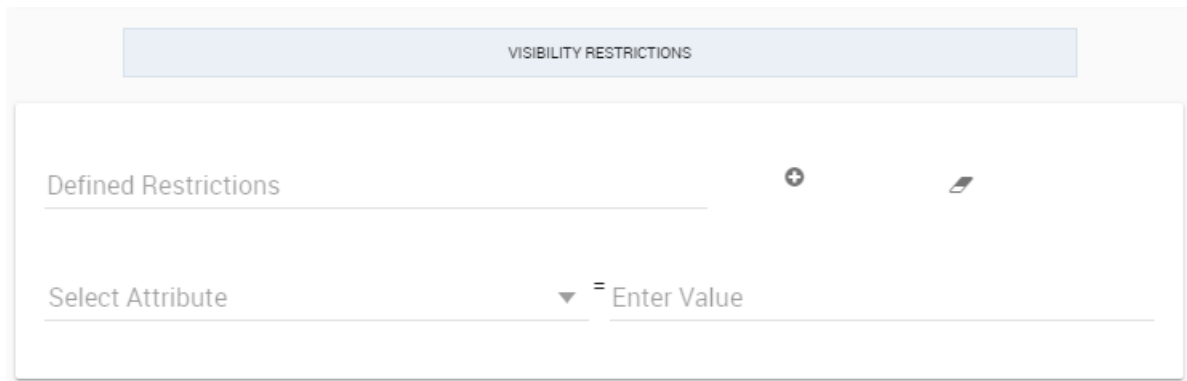 VISIBILITY RESTRICTIONS
Defined Restrictions
Select Attribute = Enter Value